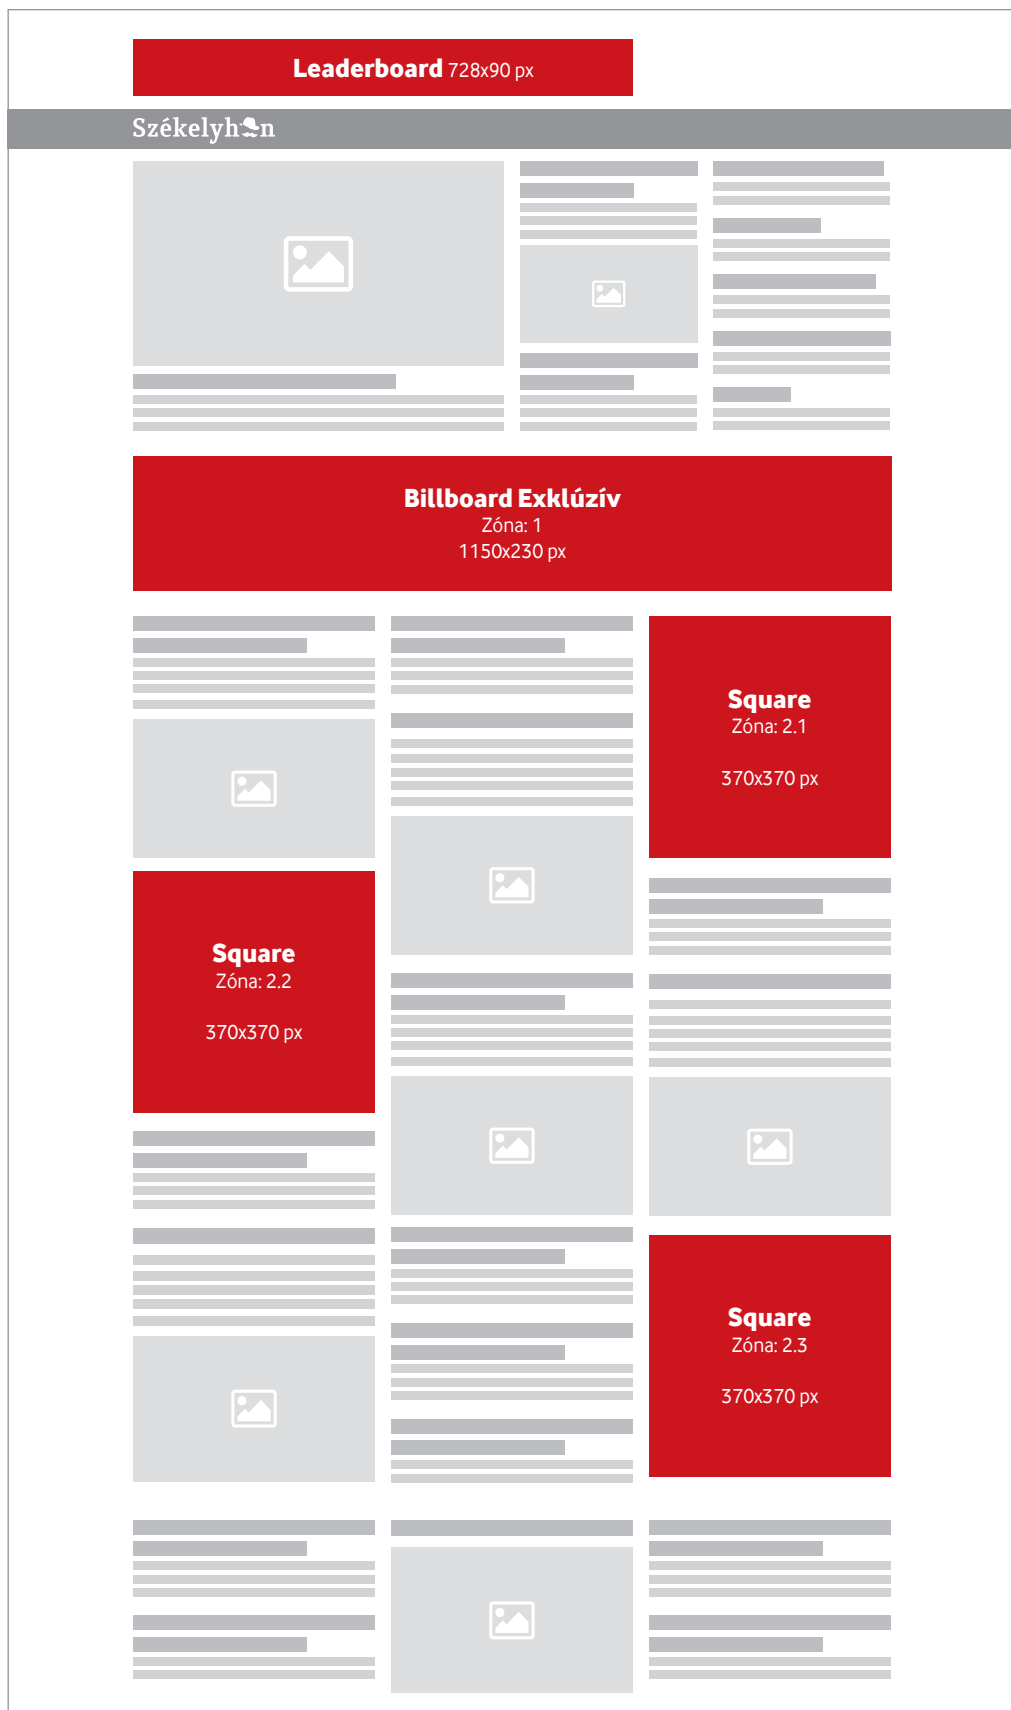 Leaderboard 728x90 px
Székelyhon
Billboard Exklúzív
Zóna: 1
1150x230 px
Square
Zóna: 2.1
370x370 px
Square
Zóna: 2.2
370x370 px
Square
Zóna: 2.3
370x370 px